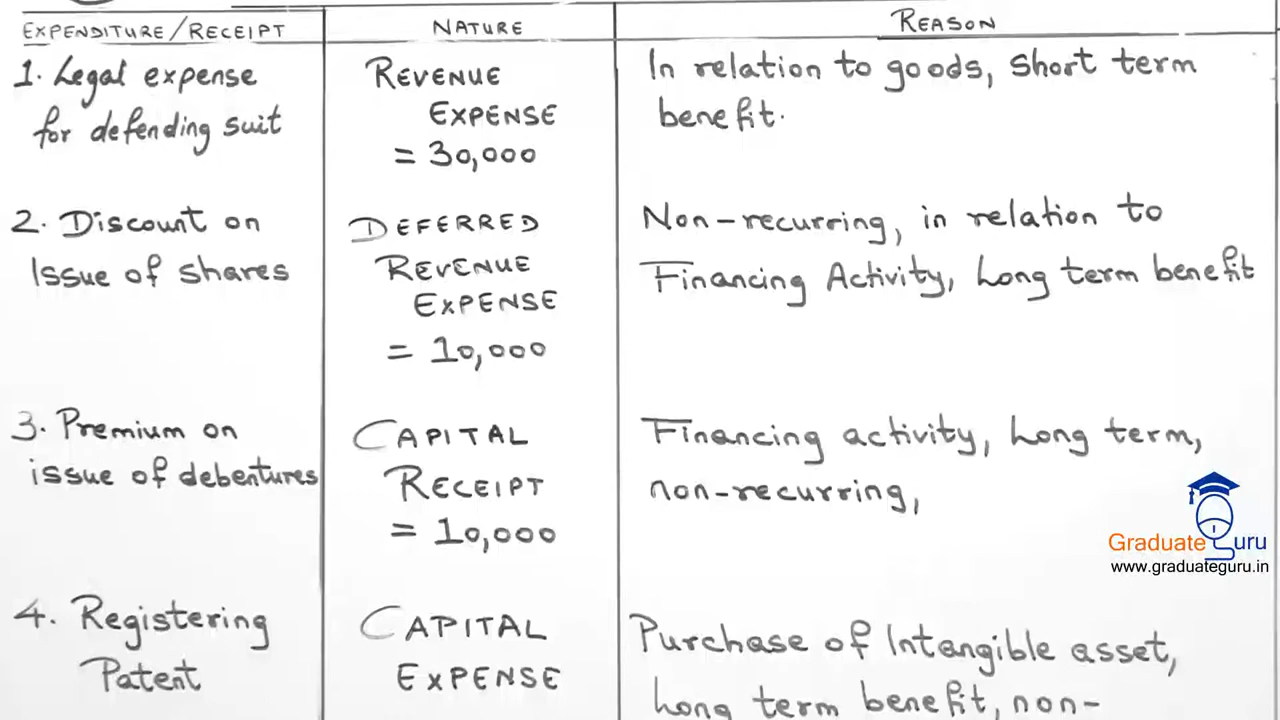 EXPENDITURE/RECEIPT NATURE REASON
1. Legal expense for defending suit
REVENUE EXPENSE = 30,000
In relation to goods, short term benefit.
2. Discount on Issue of shares
DEFERRED REVENUE EXPENSE = 10,000
Non-recurring, in relation to Financing Activity, Long term benefit
3. Premium on issue of debentures
CAPITAL RECEIPT = 10,000
Financing activity, Long term, non-recurring,
4. Registering Patent
CAPITAL EXPENSE
Purchase of Intangible asset, Long term benefit, non-
Graduate Guru
www.graduateguru.in